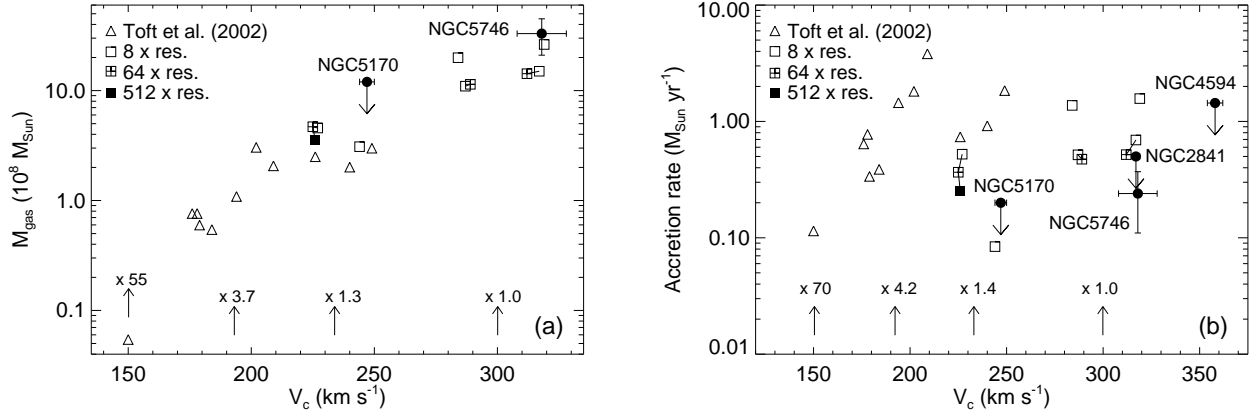 Toft et al. (2002)
8 x res.
64 x res.
512 x res.
NGC5746
NGC5170
x 55
x 3.7
x 1.3
x 1.0
(a)
10.0
1.0
0.1
M_gas (10^8 M_Sun)
150 200 250 300
V_c (km s^-1)
Toft et al. (2002)
8 x res.
64 x res.
512 x res.
NGC4594
NGC2841
NGC5170
NGC5746
x 70
x 4.2
x 1.4
x 1.0
(b)
10.00
1.00
0.10
0.01
Accretion rate (M_Sun yr^-1)
150 200 250 300 350
V_c (km s^-1)